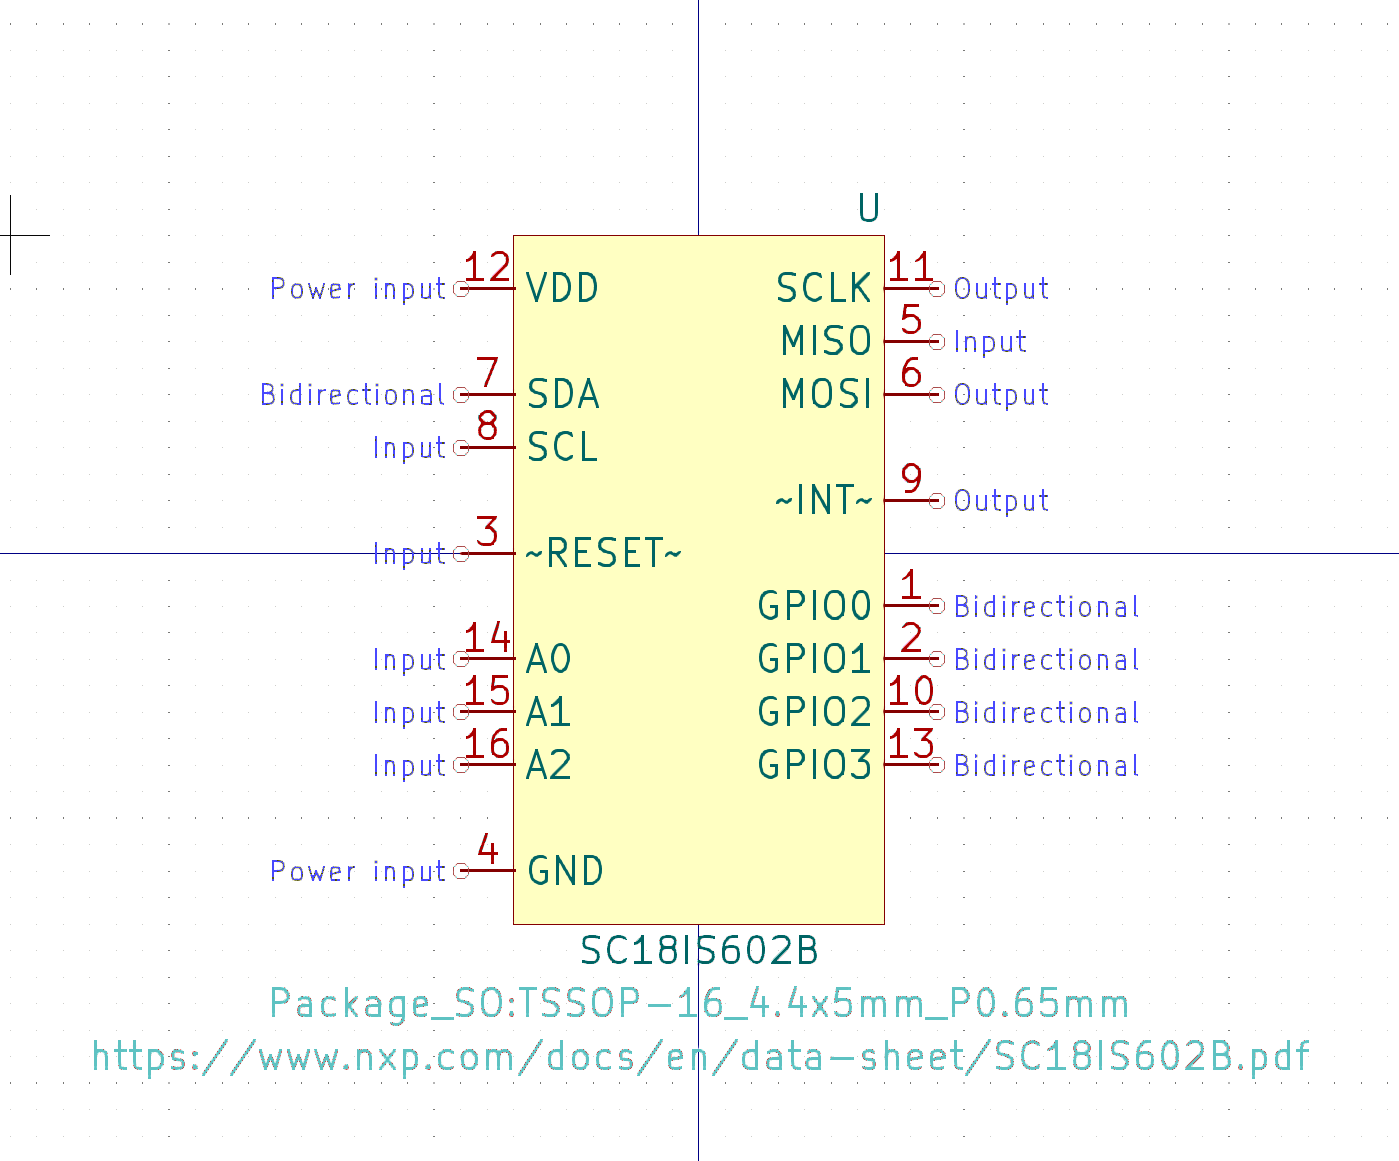 U
Power input 12 VDD SCLK 11 Output
MISO 5 Input
Bidirectional 7 SDA MOSI 6 Output
Input 8 SCL
~INT~ 9 Output
Input 3 ~RESET~
GPIO0 1 Bidirectional
Input 14 A0 GPIO1 2 Bidirectional
Input 15 A1 GPIO2 10 Bidirectional
Input 16 A2 GPIO3 13 Bidirectional
Power input 4 GND
SC18IS602B
Package_SO:TSSOP-16_4.4x5mm_P0.65mm
https://www.nxp.com/docs/en/data-sheet/SC18IS602B.pdf